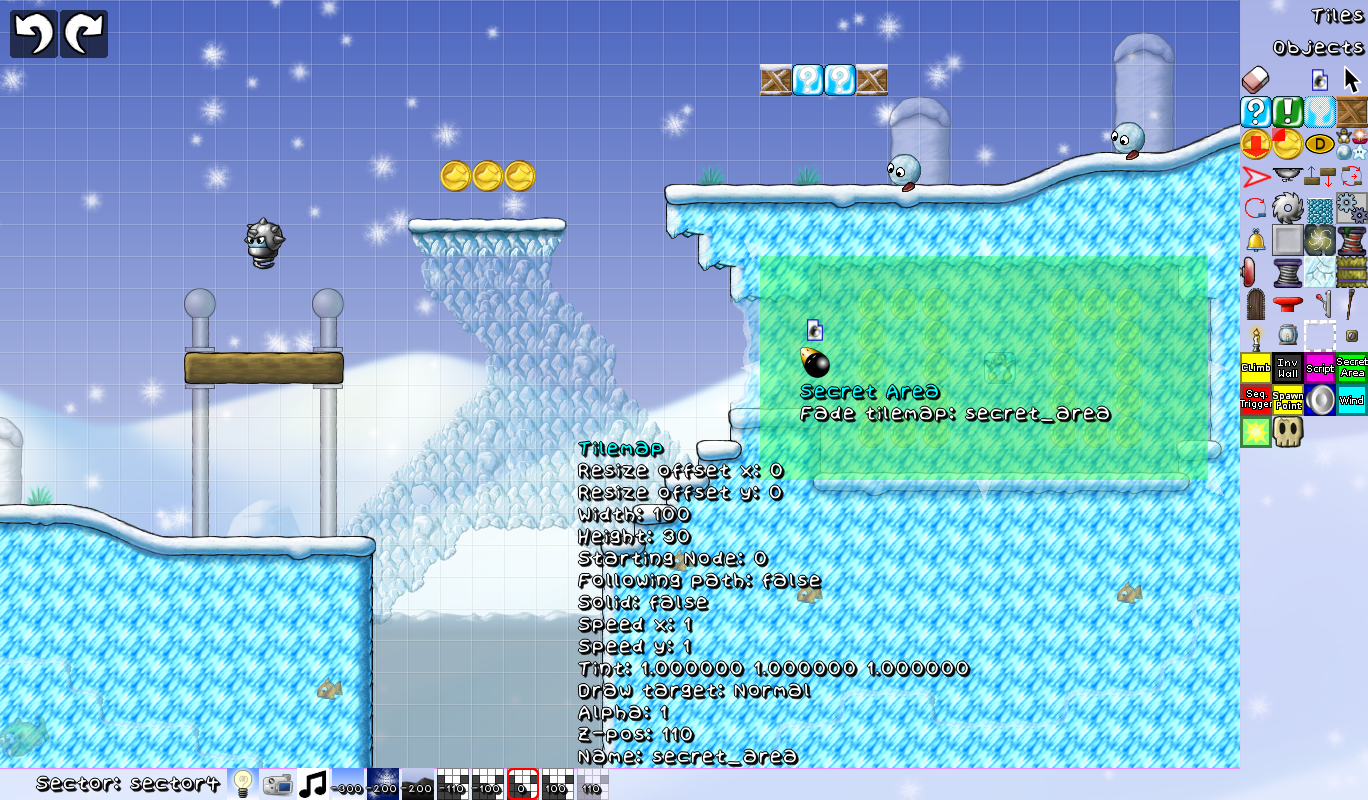 Tiles
Objects
D
Climb
Inv Wall
Script
Secret Area
Seq. Trigger
Spawn Point
Wind
Secret Area
Fade tilemap: secret_area
Tilemap
Resize offset x: 0
Resize offset y: 0
Width: 100
Height: 30
Starting Node: 0
Following path: false
Solid: false
Speed x: 1
Speed y: 1
Tint: 1.000000 1.000000 1.000000
Draw target: Normal
Alpha: 1
Z-pos: 110
Name: secret_area
Sector: sector4
-300 -200 -200 -110 -100 0 100 110